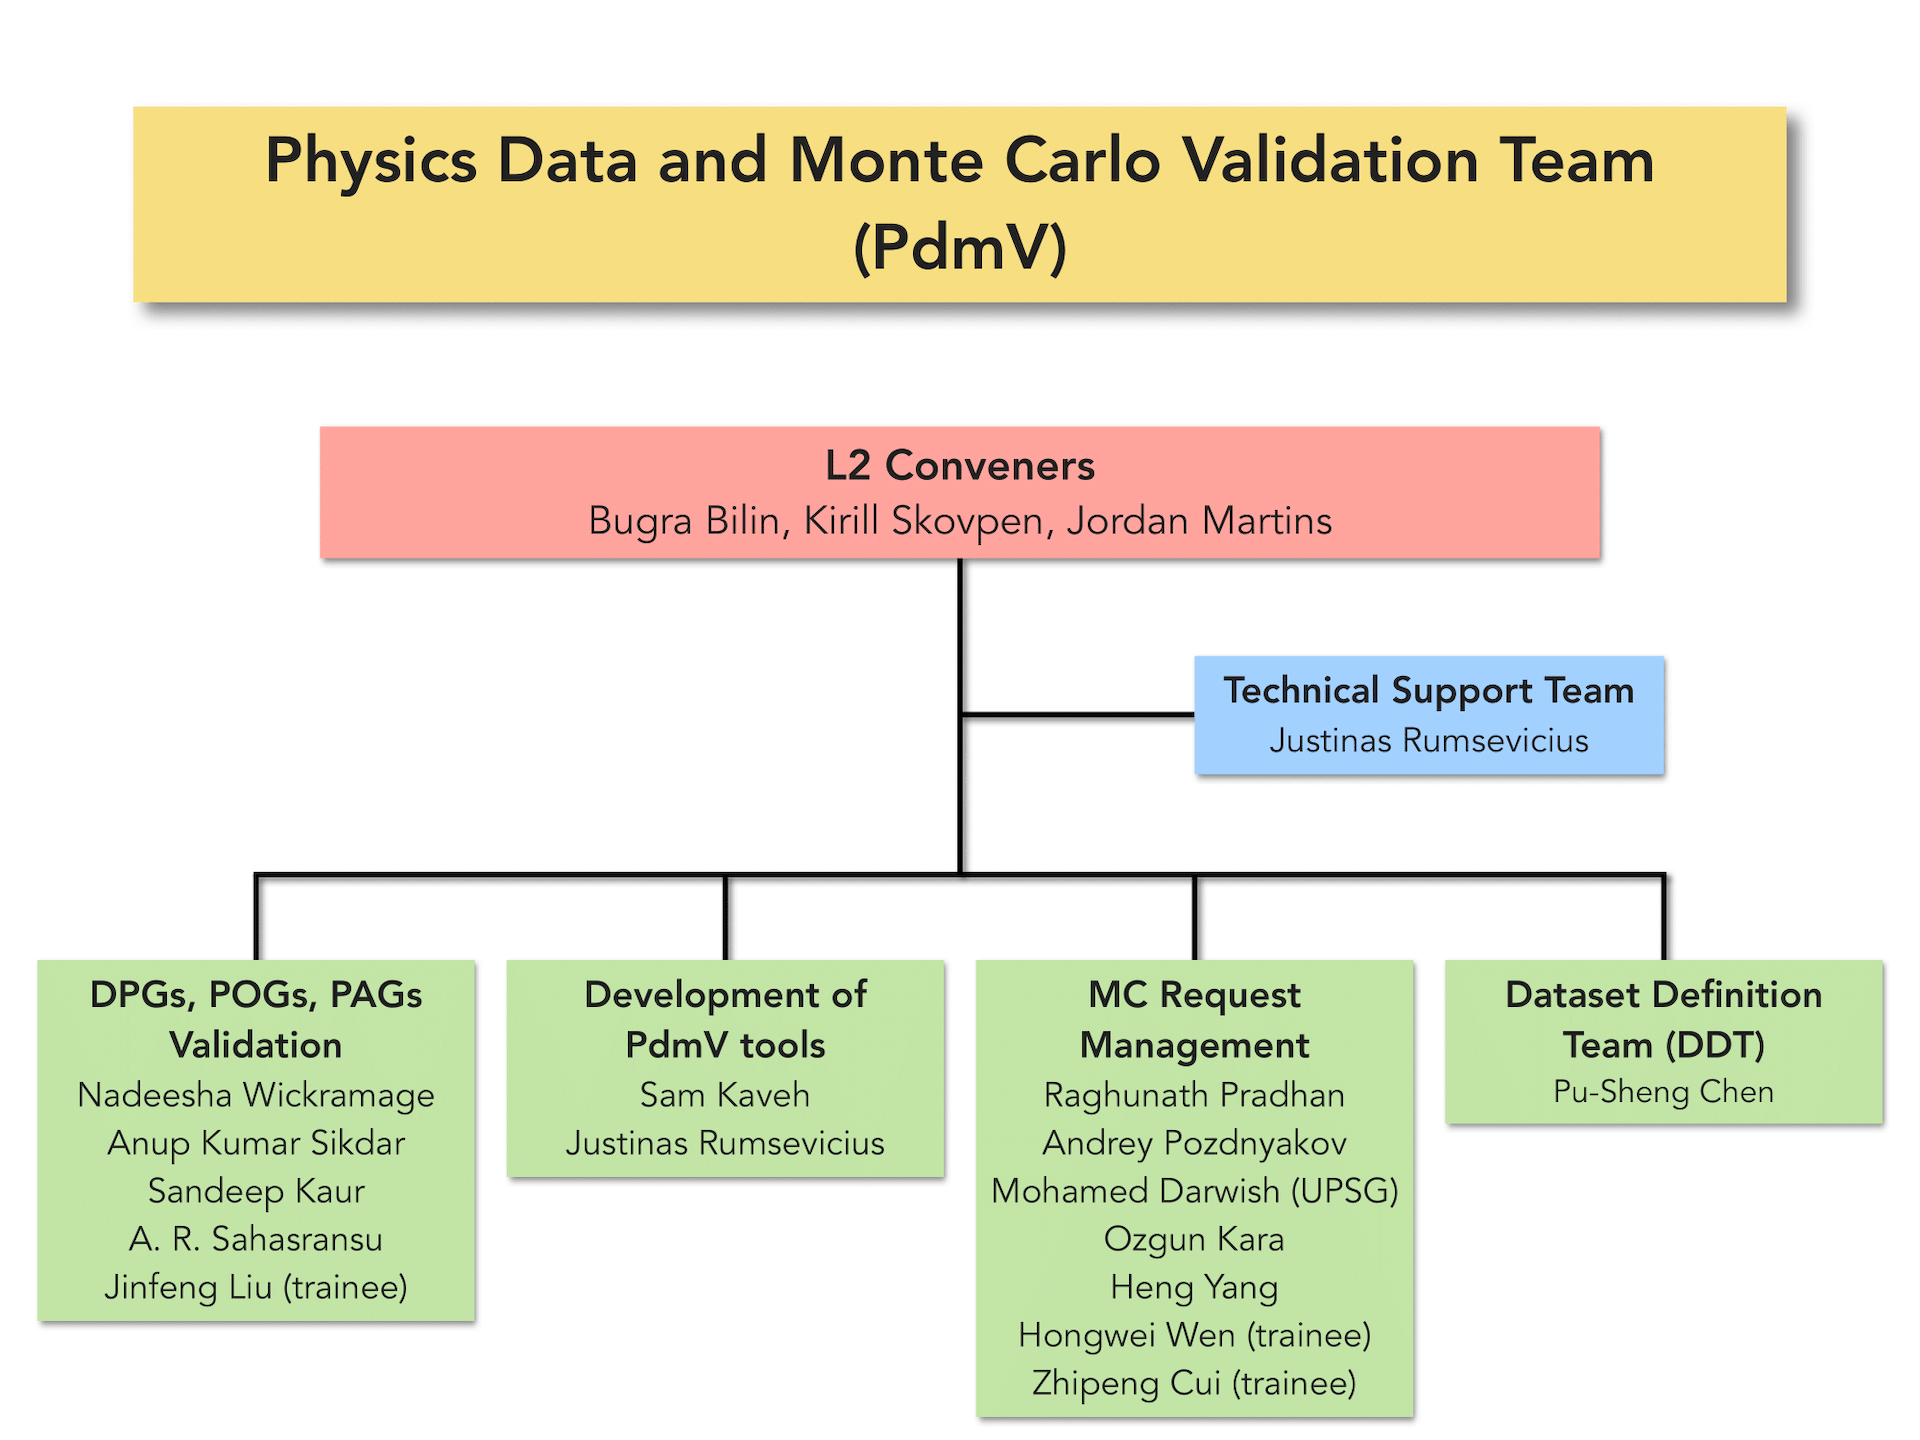 Physics Data and Monte Carlo Validation Team
(PdmV)
L2 Conveners
Bugra Bilin, Kirill Skovpen, Jordan Martins
Technical Support Team
Justinas Rumsevicius
DPGs, POGs, PAGs
Validation
Nadeesha Wickramage
Anup Kumar Sikdar
Sandeep Kaur
A. R. Sahasransu
Jinfeng Liu (trainee)
Development of
PdmV tools
Sam Kaveh
Justinas Rumsevicius
MC Request
Management
Raghunath Pradhan
Andrey Pozdnyakov
Mohamed Darwish (UPSG)
Ozgun Kara
Heng Yang
Hongwei Wen (trainee)
Zhipeng Cui (trainee)
Dataset Definition
Team (DDT)
Pu-Sheng Chen